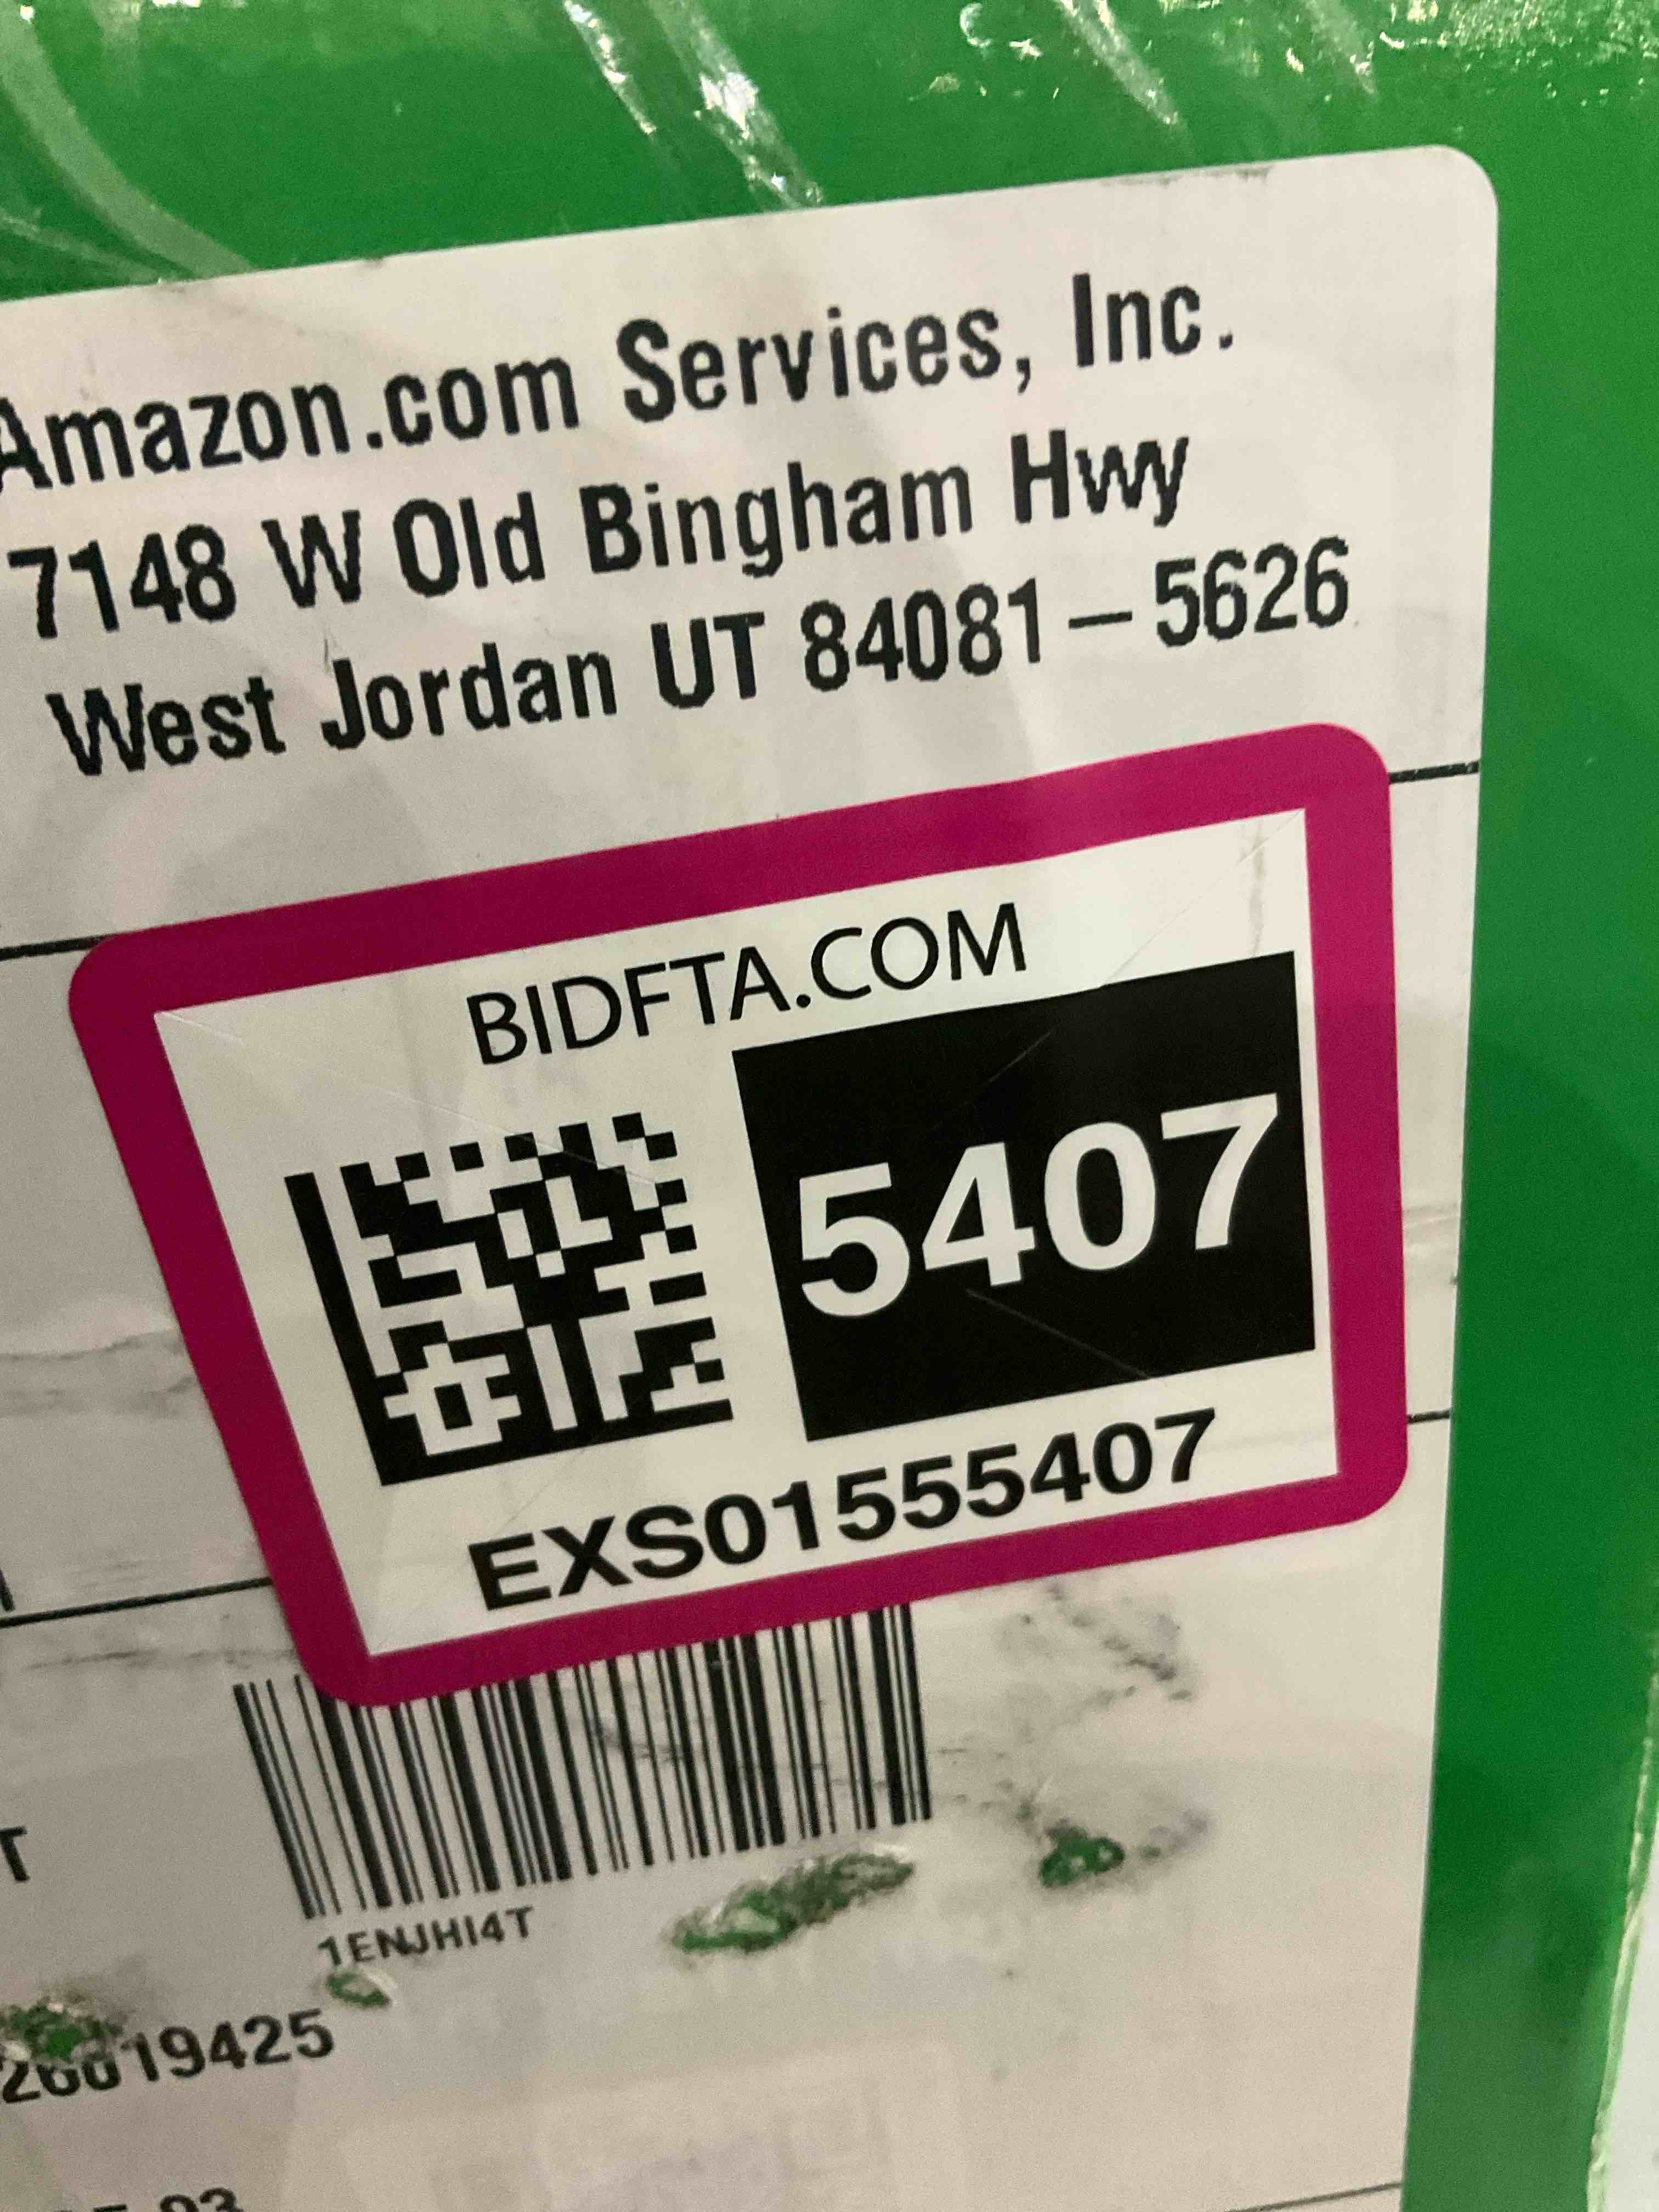 Amazon.com Services, Inc.
7148 W Old Bingham Hwy
West Jordan UT 84081-5626
BIDFTA.COM
5407
EXS01555407
T
1ENJHI4T
19425
93